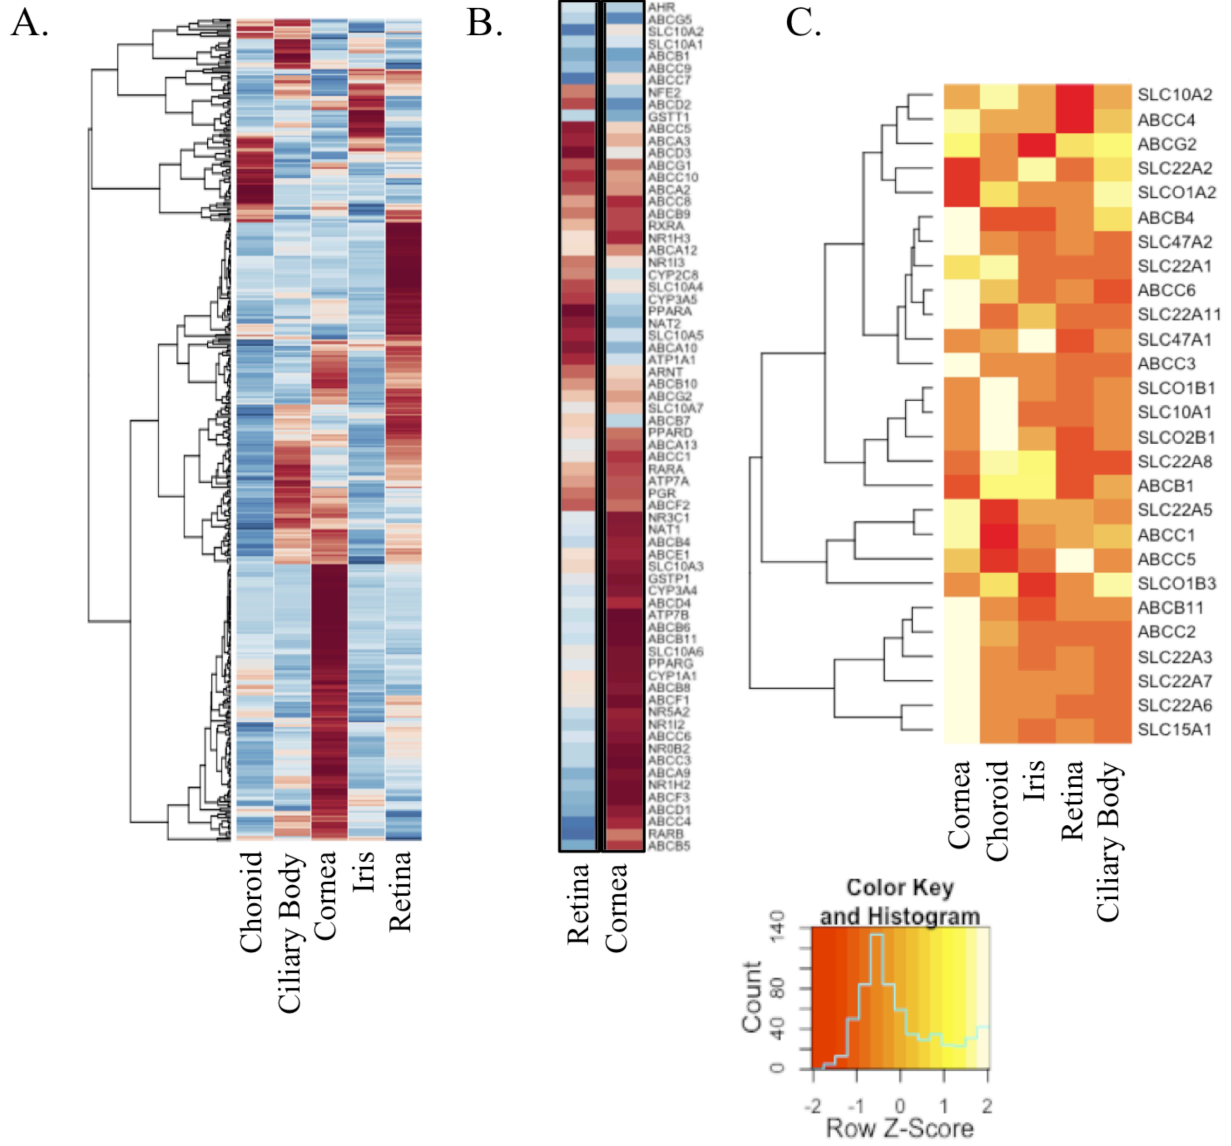 A.
B.
C.
AHR
ABCG5
SLC10A2
SLC10A1
ABCB1
ABCC9
ABCC7
NFE2
ABCD2
GSTT1
ABCC5
ABCA3
ABCD3
ABCG1
ABCC10
ABCA2
ABCC8
ABCB9
RXRA
NR1H3
ABCA12
NR1I3
CYP2C8
SLC10A4
CYP3A5
PPARA
NAT2
SLC10A5
ABCA10
ATP1A1
ARNT
ABCB10
ABCG2
SLC10A7
ABCB7
PPARD
ABCA13
ABCC1
RARA
ATP7A
PGR
ABCF2
NR3C1
NAT1
ABCB4
ABCE1
SLC10A3
GSTP1
CYP3A4
ABCD4
ATP7B
ABCB6
ABCB11
SLC10A6
PPARG
CYP1A1
ABCB8
ABCF1
NR5A2
NR1I2
ABCC6
NR0B2
ABCC3
ABCA9
NR1H2
ABCF3
ABCD1
ABCC4
RARB
ABCB5
SLC10A2
ABCC4
ABCG2
SLC22A2
SLCO1A2
ABCB4
SLC47A2
SLC22A1
ABCC6
SLC22A11
SLC47A1
ABCC3
SLCO1B1
SLC10A1
SLCO2B1
SLC22A8
ABCB1
SLC22A5
ABCC1
ABCC5
SLCO1B3
ABCB11
ABCC2
SLC22A3
SLC22A7
SLC22A6
SLC15A1
Choroid
Ciliary Body
Cornea
Iris
Retina
Retina
Cornea
Cornea
Choroid
Iris
Retina
Ciliary Body
Color Key
and Histogram
Count
0 40 80 140
-2 -1 0 1 2
Row Z-Score